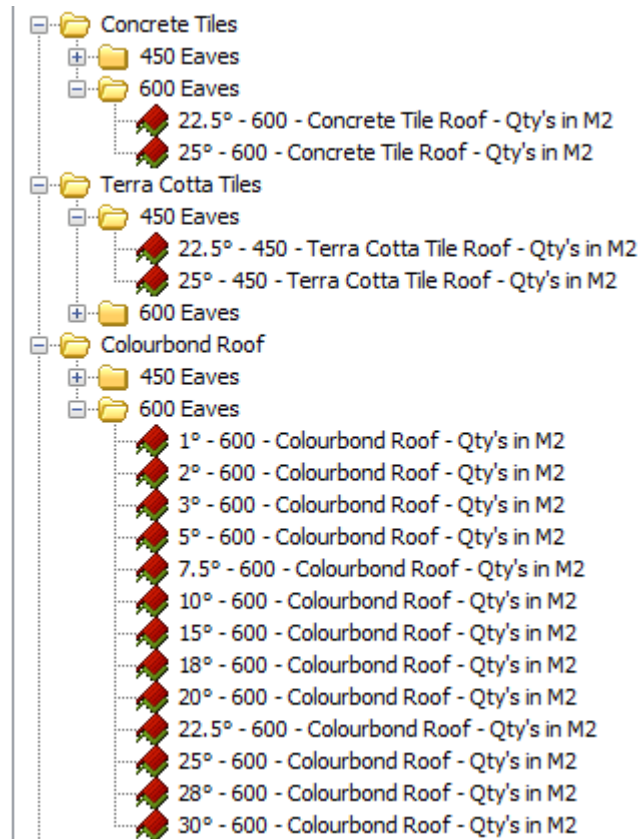 Concrete Tiles
450 Eaves
600 Eaves
22.5° - 600 - Concrete Tile Roof - Qty's in M2
25° - 600 - Concrete Tile Roof - Qty's in M2
Terra Cotta Tiles
450 Eaves
22.5° - 450 - Terra Cotta Tile Roof - Qty's in M2
25° - 450 - Terra Cotta Tile Roof - Qty's in M2
600 Eaves
Colourbond Roof
450 Eaves
600 Eaves
1° - 600 - Colourbond Roof - Qty's in M2
2° - 600 - Colourbond Roof - Qty's in M2
3° - 600 - Colourbond Roof - Qty's in M2
5° - 600 - Colourbond Roof - Qty's in M2
7.5° - 600 - Colourbond Roof - Qty's in M2
10° - 600 - Colourbond Roof - Qty's in M2
15° - 600 - Colourbond Roof - Qty's in M2
18° - 600 - Colourbond Roof - Qty's in M2
20° - 600 - Colourbond Roof - Qty's in M2
22.5° - 600 - Colourbond Roof - Qty's in M2
25° - 600 - Colourbond Roof - Qty's in M2
28° - 600 - Colourbond Roof - Qty's in M2
30° - 600 - Colourbond Roof - Qty's in M2